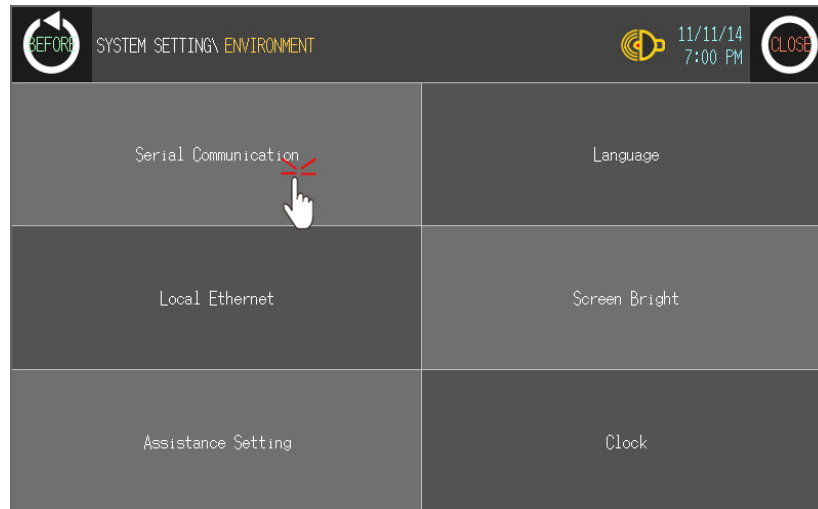 BEFORE
SYSTEM SETTING\ ENVIRONMENT
11/11/14
7:00 PM
CLOSE
Serial Communication
Language
Local Ethernet
Screen Bright
Assistance Setting
Clock